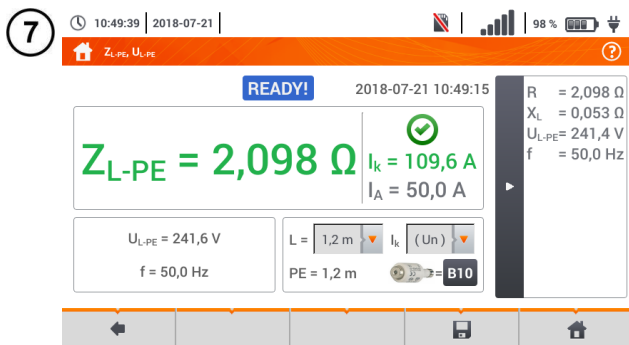 7
10:49:39 2018-07-21 98 %
ZL-PE, UL-PE ?
READY! 2018-07-21 10:49:15
ZL-PE = 2,098 Ω
Ik = 109,6 A
IA = 50,0 A
UL-PE = 241,6 V
f = 50,0 Hz
L = 1,2 m Ik (Un)
PE = 1,2 m = B10
R = 2,098 Ω
XL = 0,053 Ω
UL-PE= 241,4 V
f = 50,0 Hz